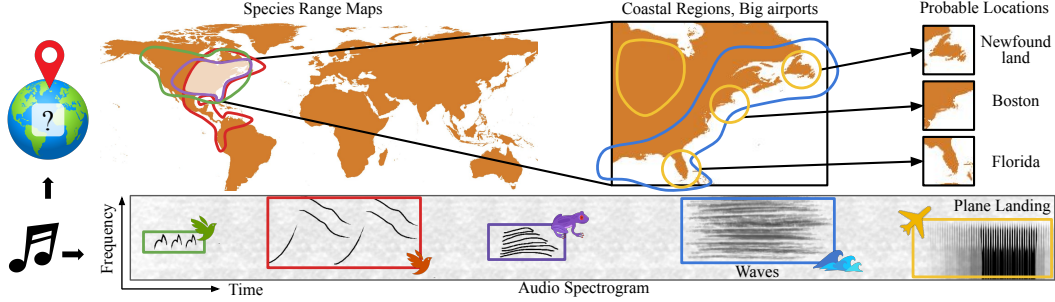 Species Range Maps
Coastal Regions, Big airports
Probable Locations
Newfound
land
Boston
Florida
?
Frequency
Plane Landing
Waves
Time
Audio Spectrogram